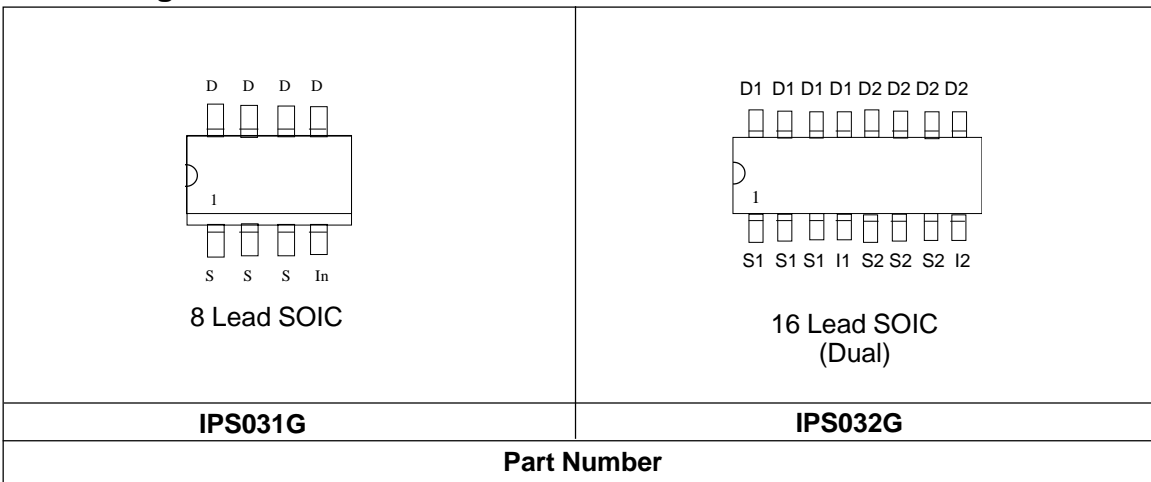 D D D D
1
S S S In
8 Lead SOIC
D1 D1 D1 D1 D2 D2 D2 D2
1
S1 S1 S1 I1 S2 S2 S2 I2
16 Lead SOIC
(Dual)
IPS031G
IPS032G
Part Number